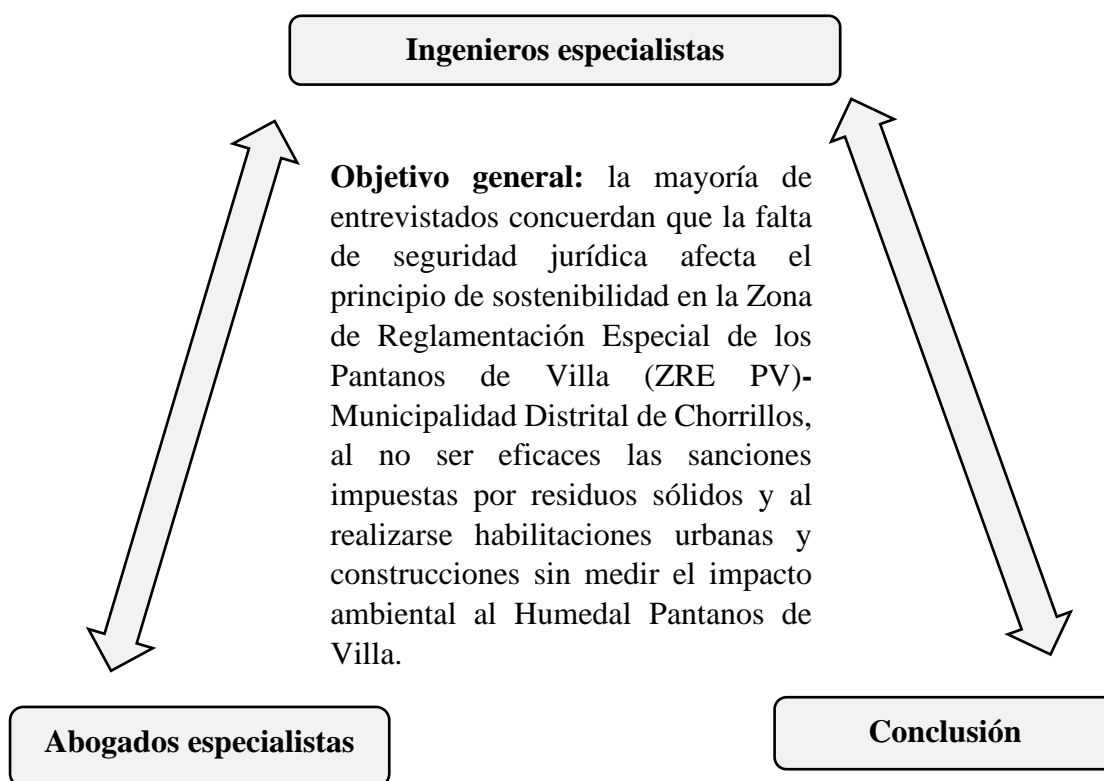 Ingenieros especialistas
Objetivo general: la mayoría de
entrevistados concuerdan que la falta
de seguridad jurídica afecta el
principio de sostenibilidad en la Zona
de Reglamentación Especial de los
Pantanos de Villa (ZRE PV)-
Municipalidad Distrital de Chorrillos,
al no ser eficaces las sanciones
impuestas por residuos sólidos y al
realizarse habilitaciones urbanas y
construcciones sin medir el impacto
ambiental al Humedal Pantanos de
Villa.
Abogados especialistas
Conclusión